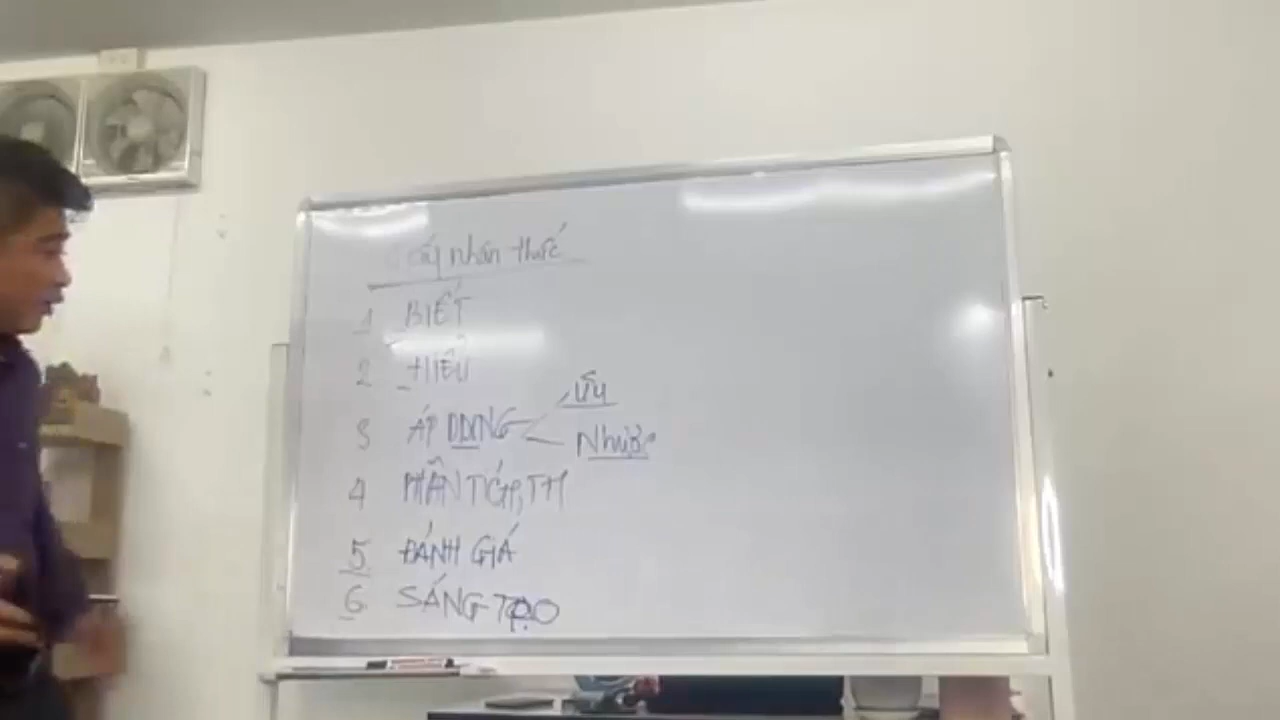 nhận thức
1 BIẾT
2 HIỂU
3 ÁP DỤNG
Ưu
Nhược
4 PHÂN TÍCH, TH
5 ĐÁNH GIÁ
6 SÁNG TẠO